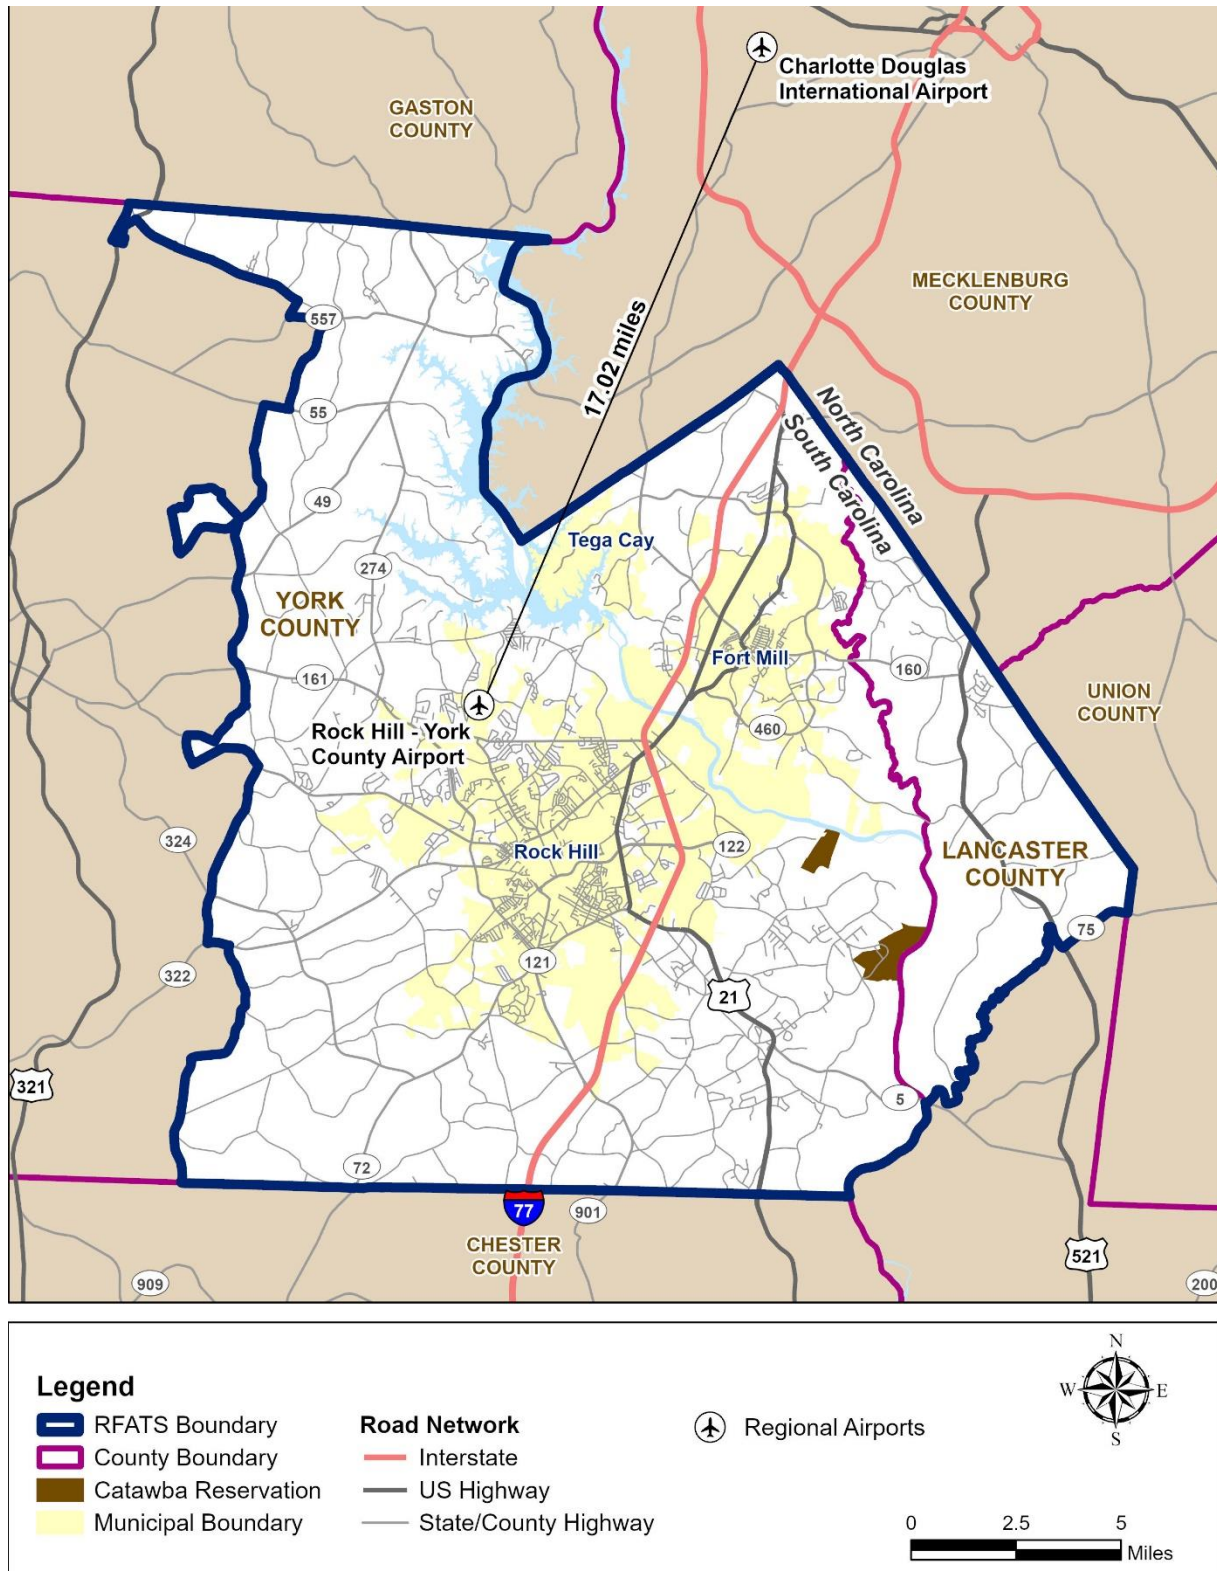 Charlotte Douglas
International Airport
GASTON
COUNTY
MECKLENBURG
COUNTY
17.02 miles
557
North Carolina
South Carolina
55
49
Tega Cay
274
YORK
COUNTY
Fort Mill
160
161
UNION
COUNTY
Rock Hill - York
County Airport
460
324
Rock Hill
122
LANCASTER
COUNTY
75
121
322
21
321
5
72
77
901
CHESTER
COUNTY
521
909
200
Legend
RFATS Boundary
County Boundary
Catawba Reservation
Municipal Boundary
Road Network
Interstate
US Highway
State/County Highway
Regional Airports
N
W E
S
0 2.5 5
Miles